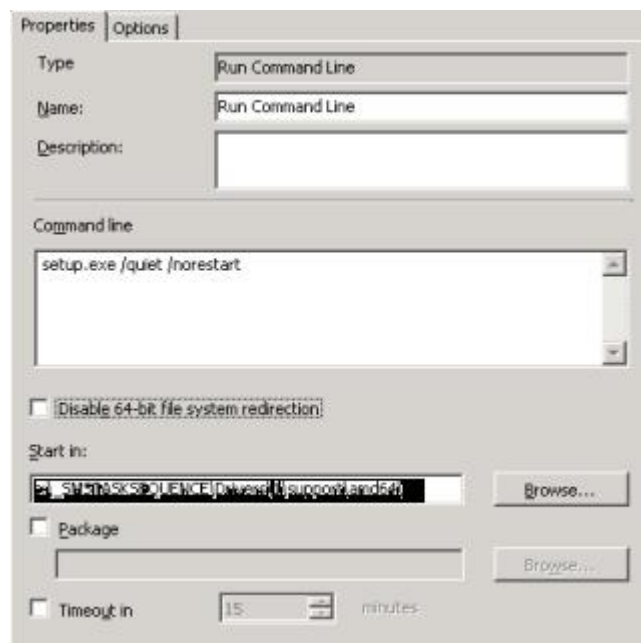 Properties Options
Type Run Command Line
Name: Run Command Line
Description:
Command line
setup.exe /quiet /norestart
Disable 64-bit file system redirection
Start in:
Browse...
Package
Browse...
Timeout in 15 minutes